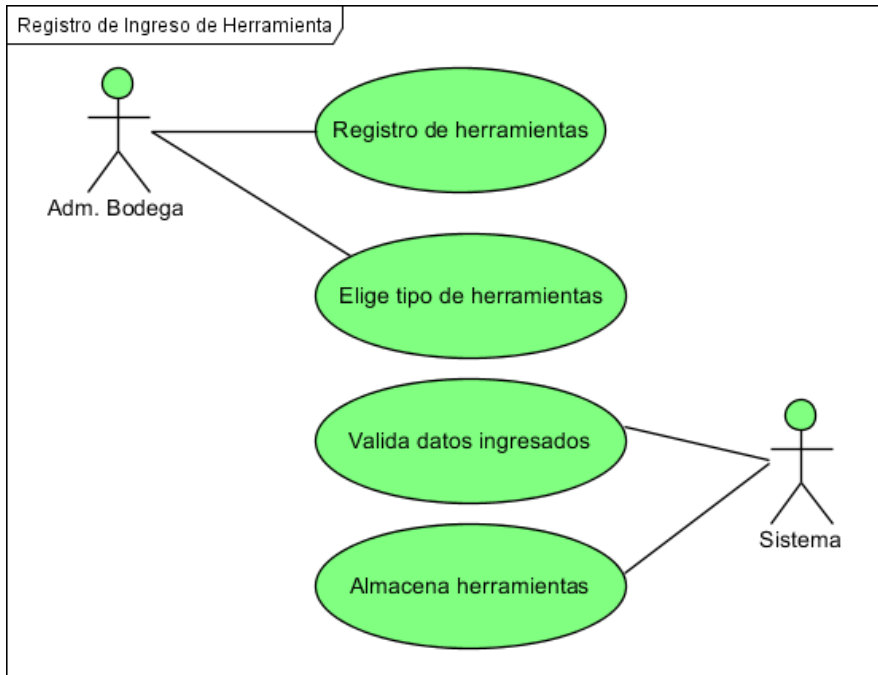 Registro de Ingreso de Herramienta
Registro de herramientas
Adm. Bodega
Elige tipo de herramientas
Valida datos ingresados
Sistema
Almacena herramientas